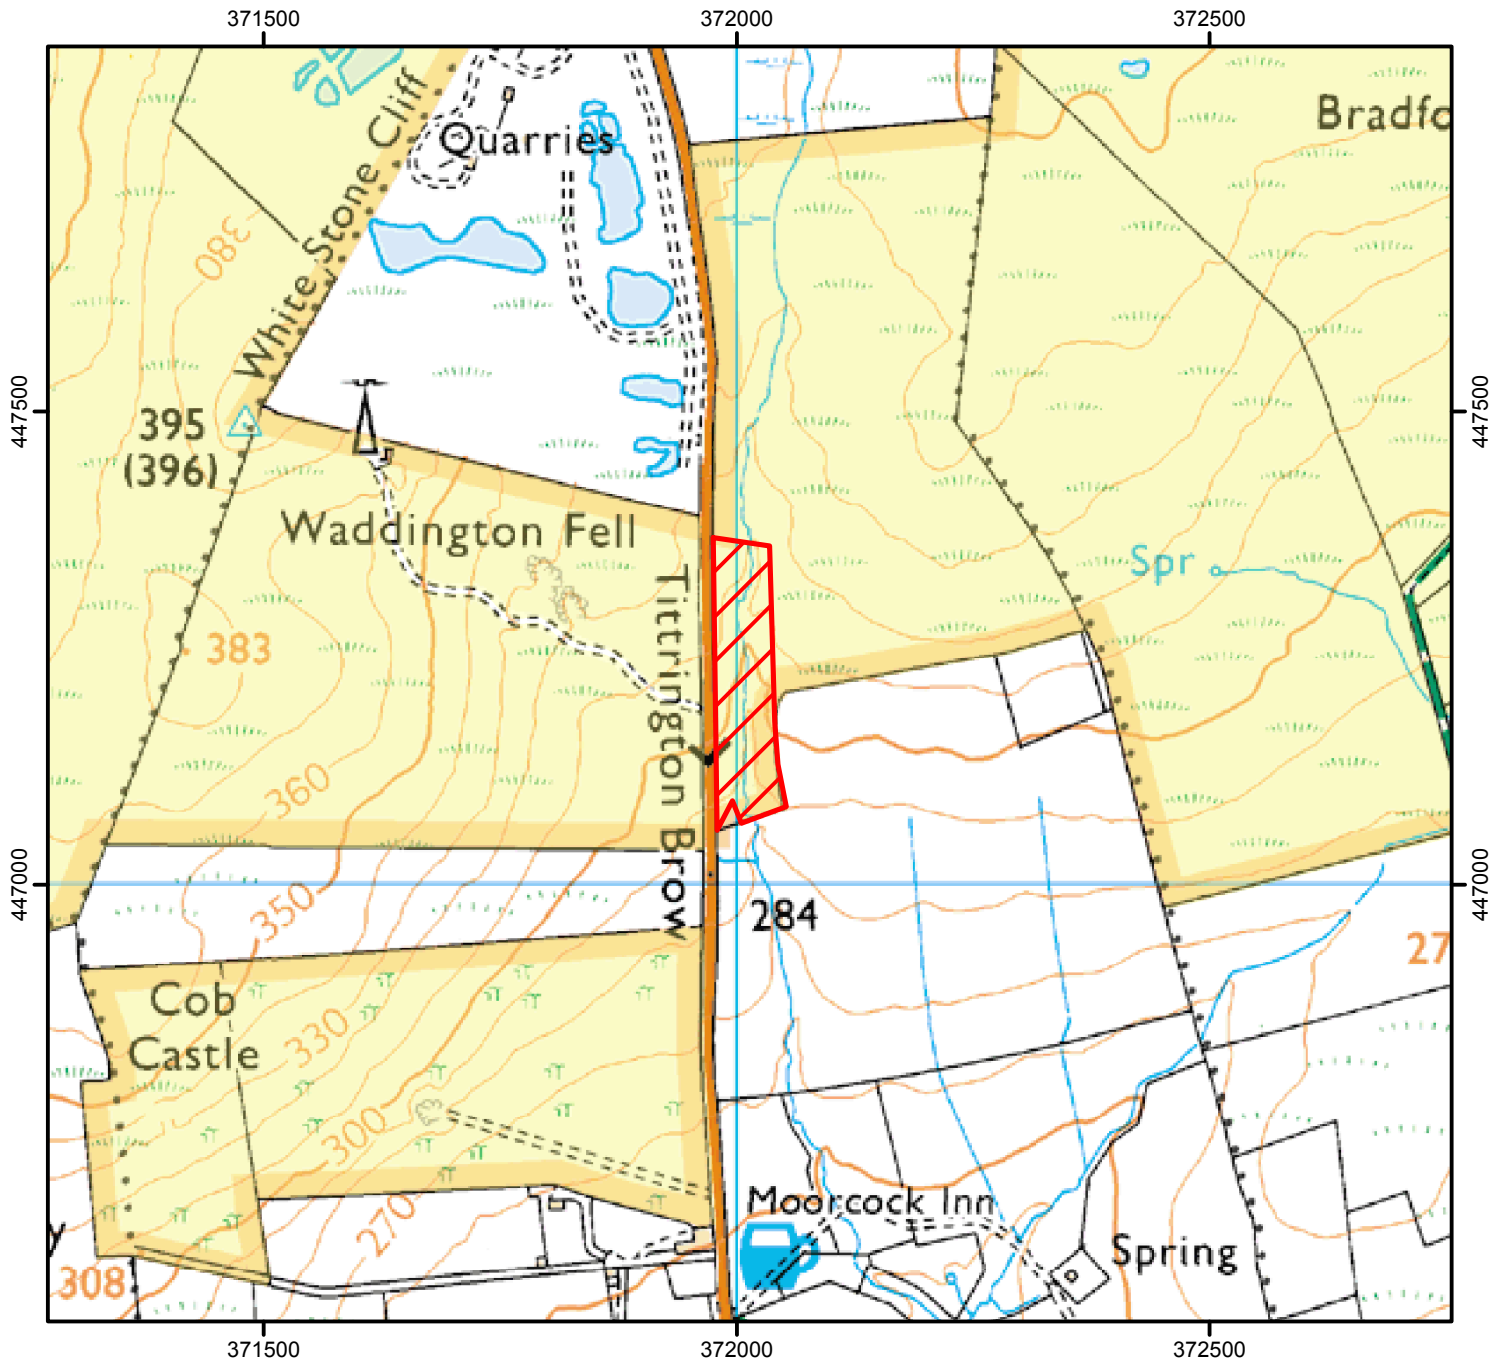 371500
372000
372500
Bradfo
Quarries
White Stone Cliff
380
447500
447500
395
(396)
Waddington Fell
Spr
Tittrington Brow
383
360
447000
447000
350
284
27
Cob
Castle
330
300
Moorcock Inn
270
Spring
y
308
371500
372000
372500